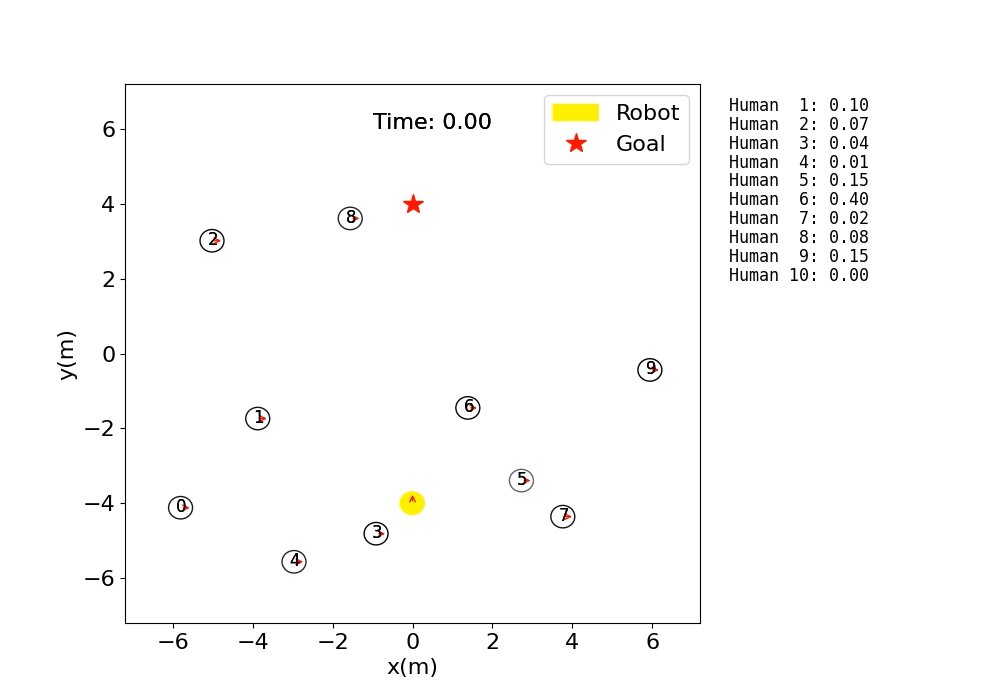 Time: 0.00
Robot
Goal
Human  1: 0.10
Human  2: 0.07
Human  3: 0.04
Human  4: 0.01
Human  5: 0.15
Human  6: 0.40
Human  7: 0.02
Human  8: 0.08
Human  9: 0.15
Human 10: 0.00
y(m)
6
4
2
0
−2
−4
−6
8
2
9
6
1
5
0
7
3
4
−6
−4
−2
0
2
4
6
x(m)